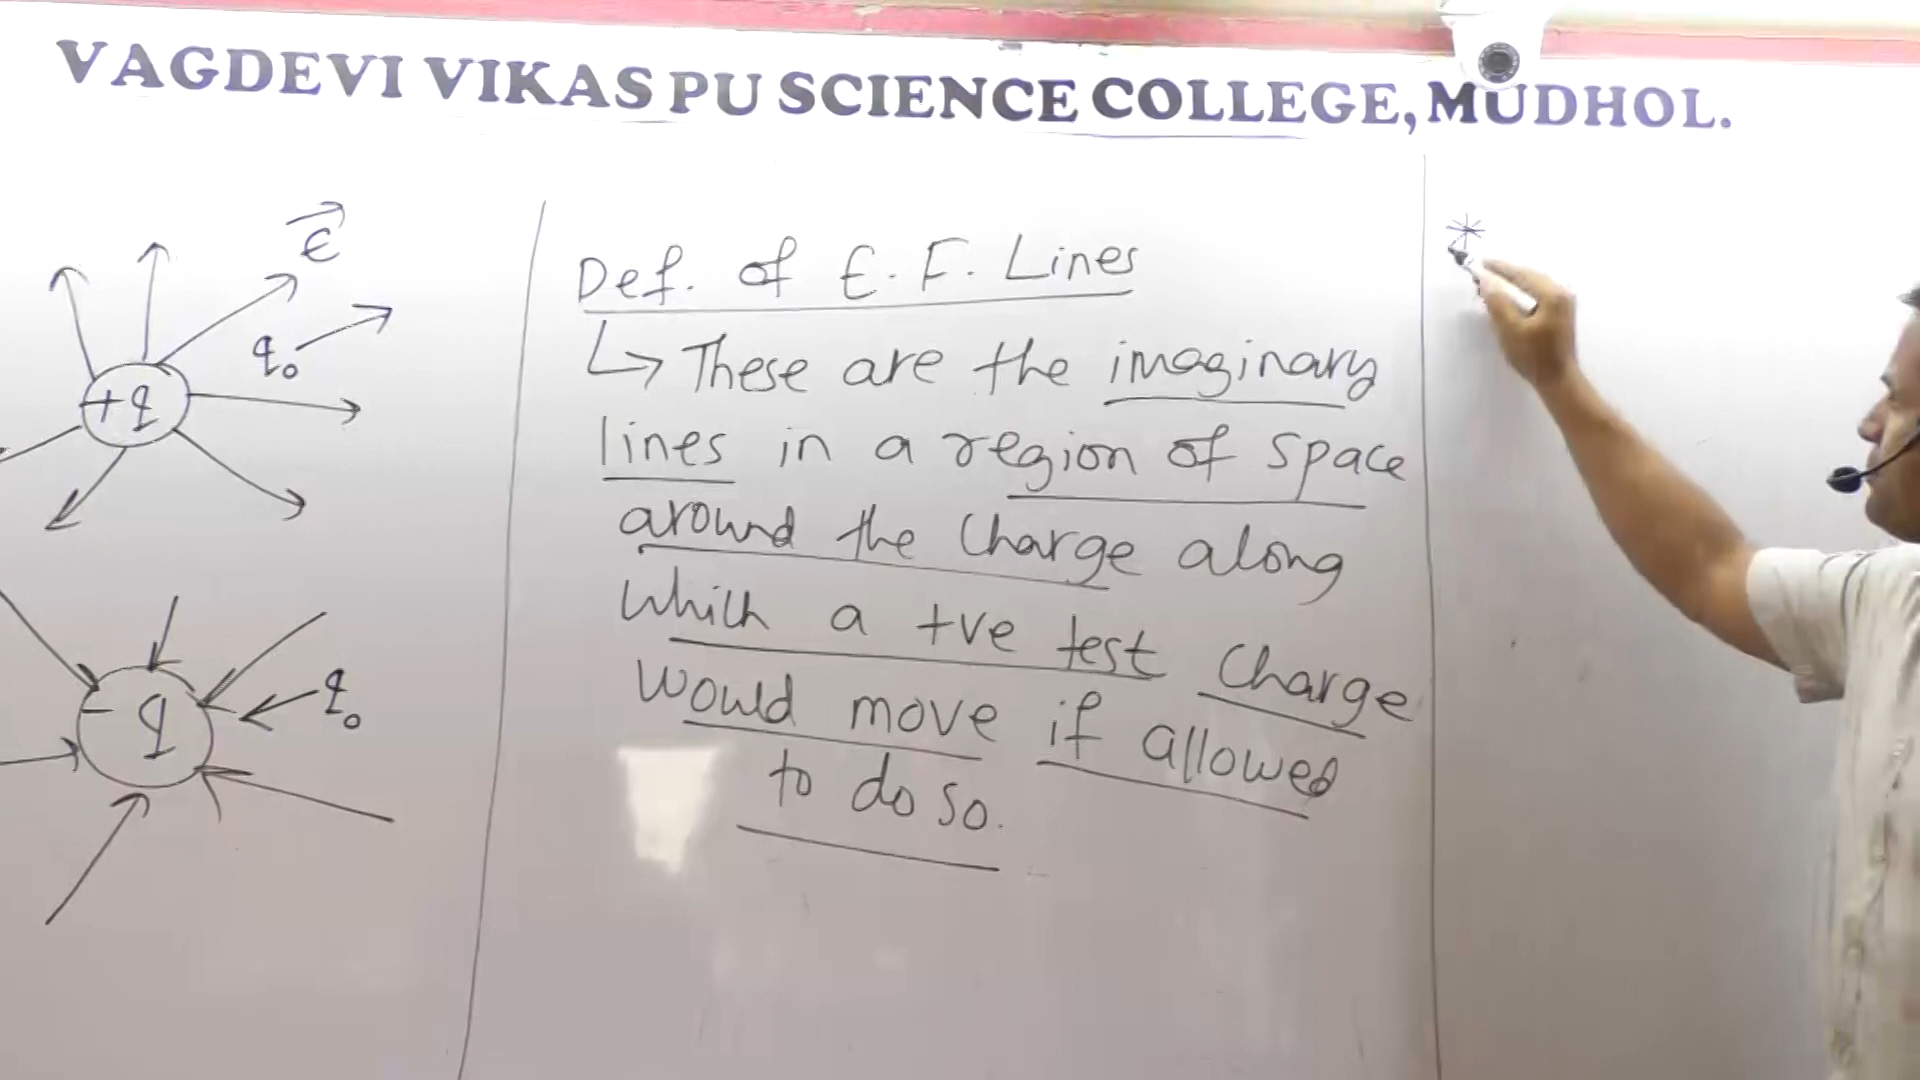 VAGDEVI VIKAS PU SCIENCE COLLEGE, MUDHOL.
E
q₀
+q
- q
q₀
Def. of E. F. Lines
↳ These are the imaginary
lines in a region of space
around the charge along
which a +ve test charge
would move if allowed
to do so.
*